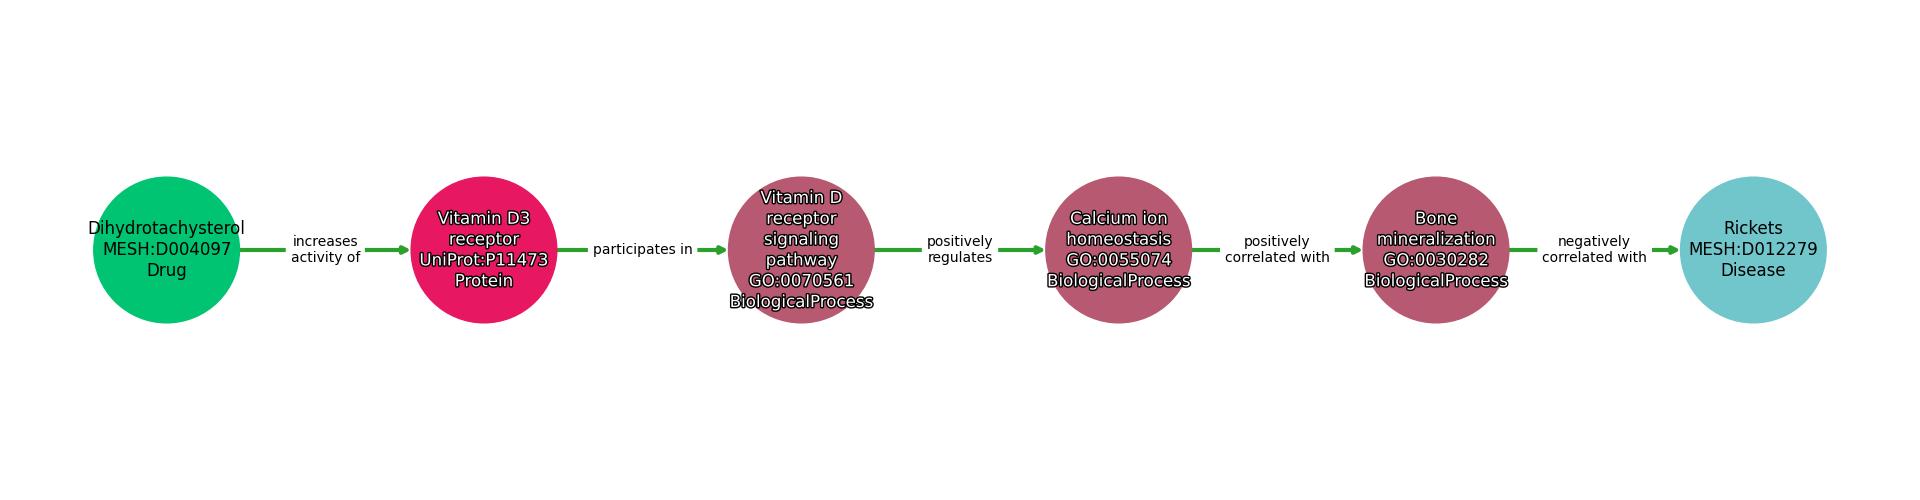 Dihydrotachysterol
MESH:D004097
Drug
increases
activity of
Vitamin D3
receptor
UniProt:P11473
Protein
participates in
Vitamin D
receptor
signaling
pathway
GO:0070561
BiologicalProcess
positively
regulates
Calcium ion
homeostasis
GO:0055074
BiologicalProcess
positively
correlated with
Bone
mineralization
GO:0030282
BiologicalProcess
negatively
correlated with
Rickets
MESH:D012279
Disease